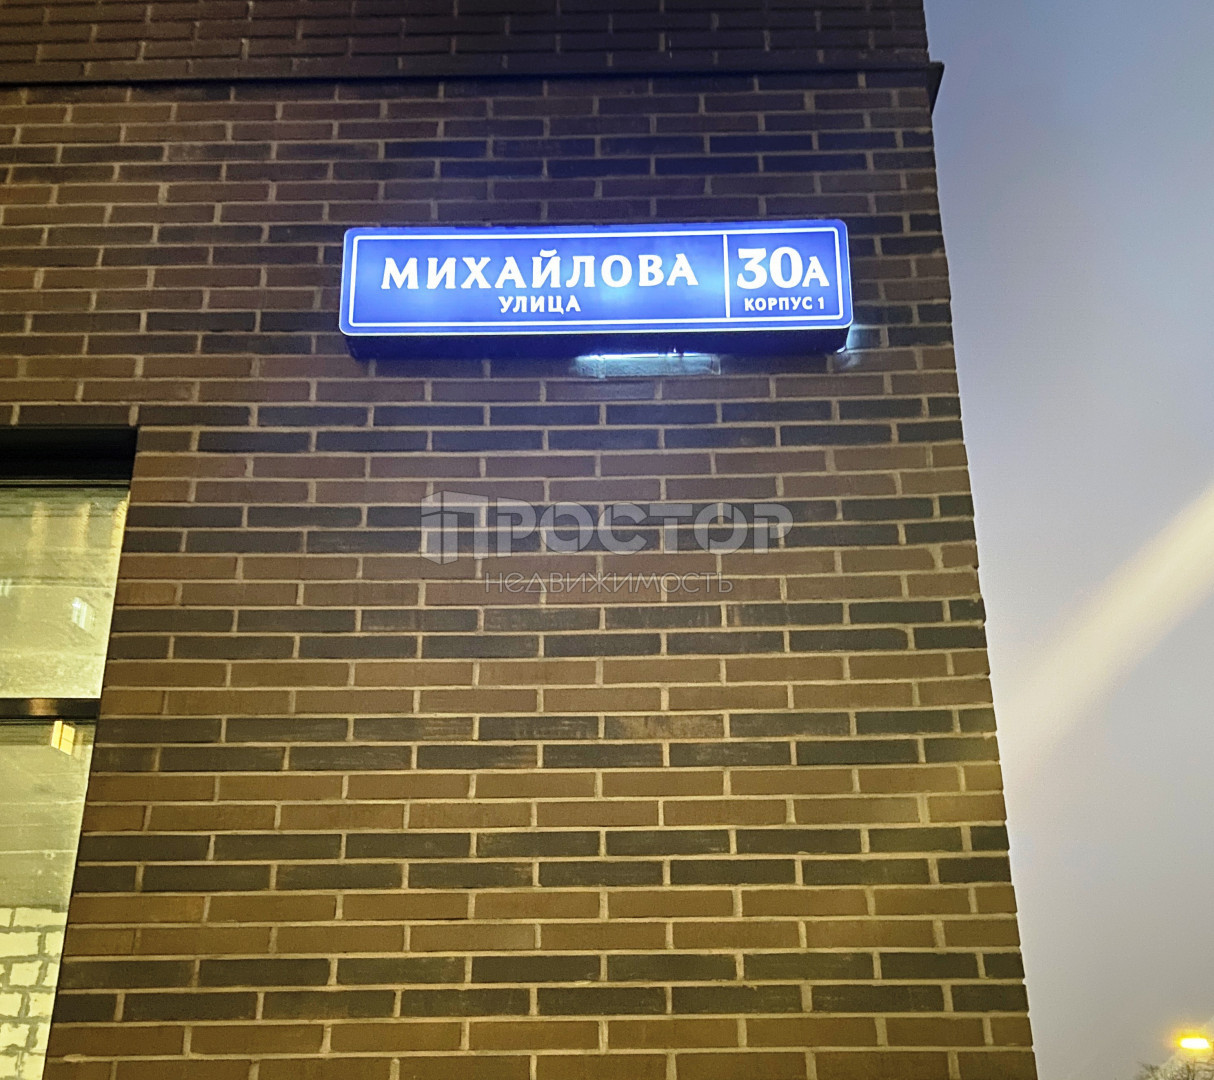 МИХАЙЛОВА
УЛИЦА
30А
КОРПУС 1
ПРОСТОР
НЕДВИЖИМОСТЬ